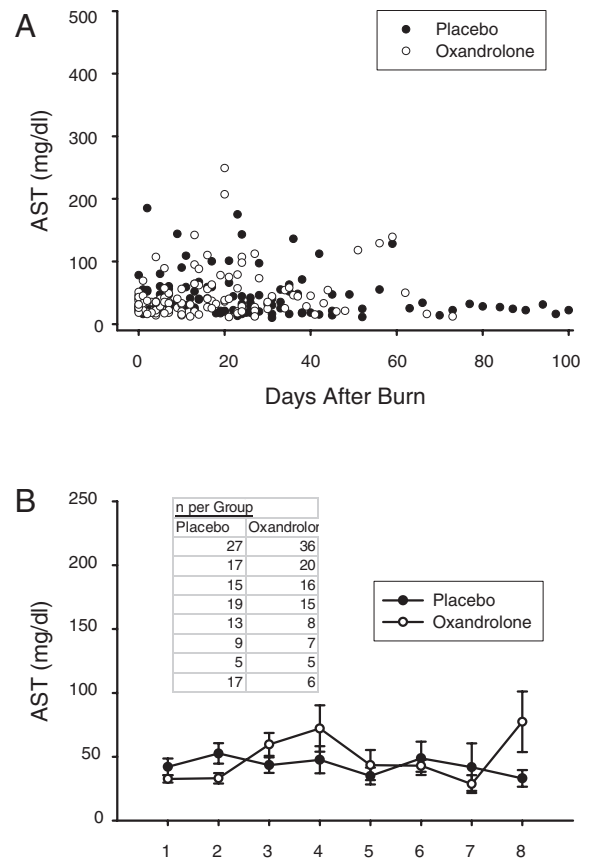 A
500
400
300
200
100
0
AST (mg/dl)
Placebo
Oxandrolone
0 20 40 60 80 100
Days After Burn
B
250
200
150
100
50
0
AST (mg/dl)
n per Group
Placebo Oxandrolor
27 36
17 20
15 16
19 15
13 8
9 7
5 5
17 6
Placebo
Oxandrolone
1 2 3 4 5 6 7 8